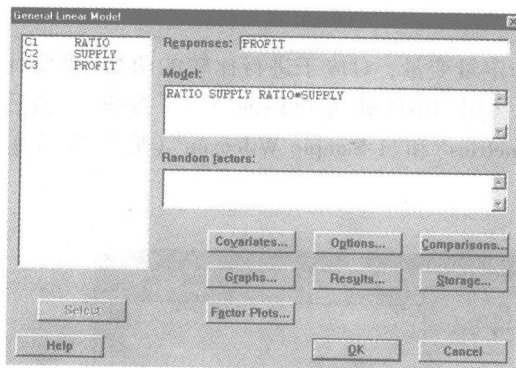 General Linear Model
C1 RATIO
C2 SUPPLY
C3 PROFIT
Responses: PROFIT
Model:
RATIO SUPPLY RATIO*SUPPLY
Random factors:
Covariates...
Options...
Comparisons...
Graphs...
Results...
Storage...
Select
Factor Plots...
Help
OK
Cancel